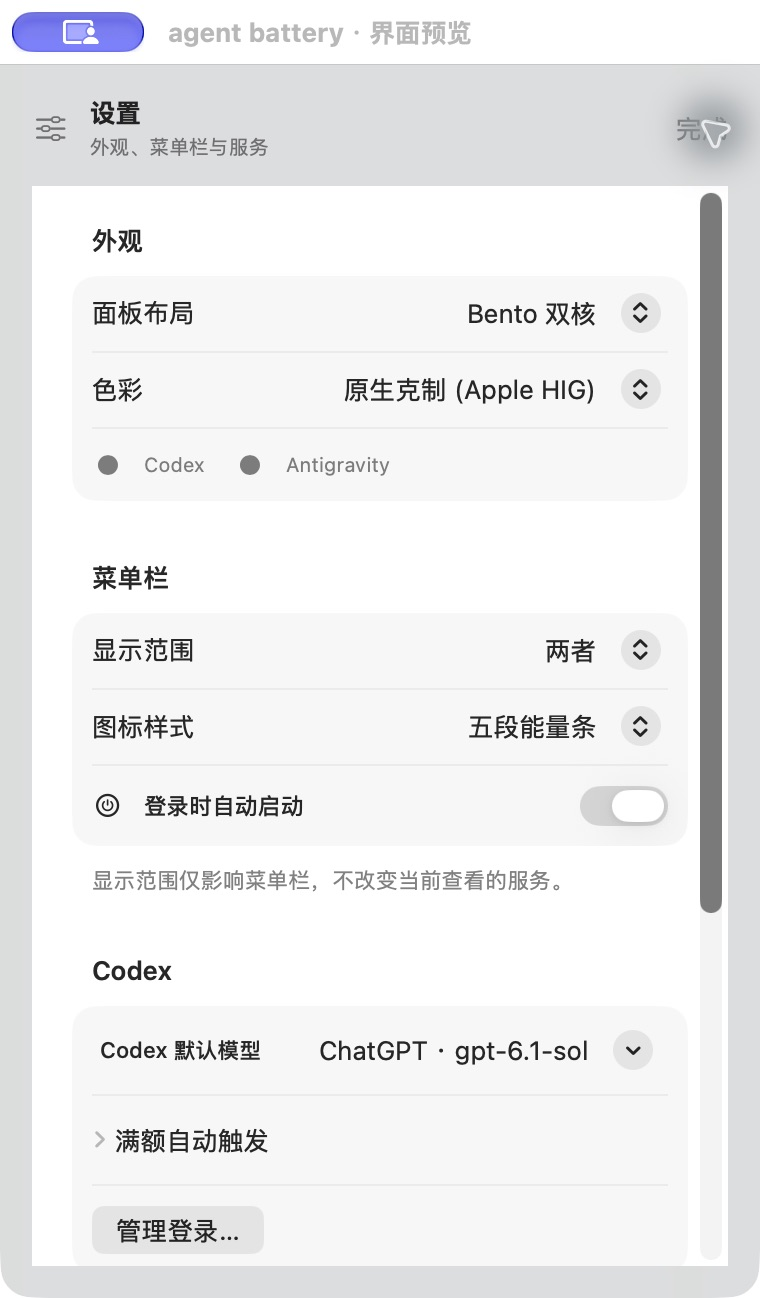 agent battery · 界面预览
设置
外观、菜单栏与服务
完成
外观
面板布局 Bento 双核
色彩 原生克制 (Apple HIG)
Codex Antigravity
菜单栏
显示范围 两者
图标样式 五段能量条
登录时自动启动
显示范围仅影响菜单栏，不改变当前查看的服务。
Codex
Codex 默认模型 ChatGPT · gpt-6.1-sol
满额自动触发
管理登录...